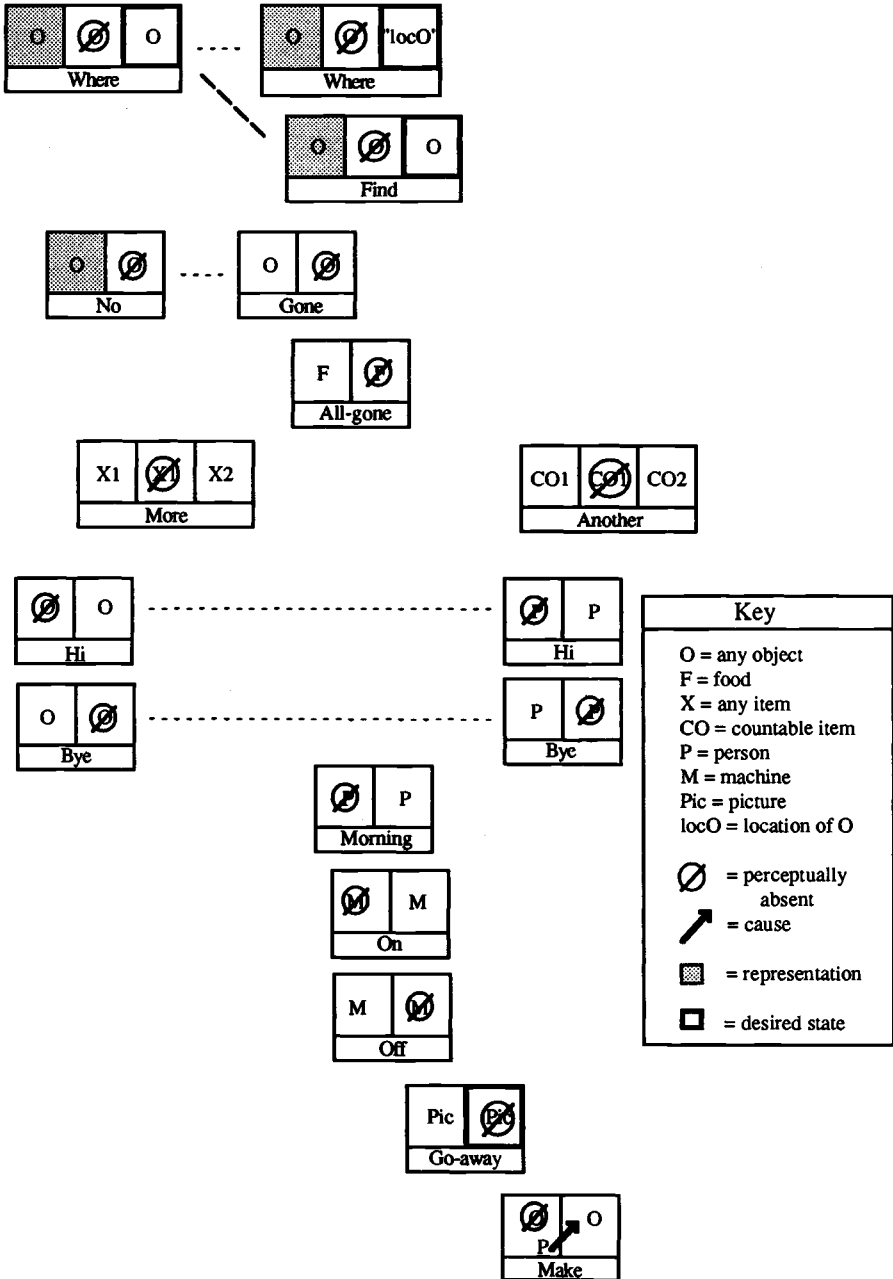 O O O O O 'locO'
Where Where
O O O
Find
O O O O
No Gone
F F
All-gone
X1 X1 X2 CO1 CO1 CO2
More Another
O O P P
Hi Hi
O O P P
Bye Bye
P P
Morning
M M
On
M M
Off
Pic Pic
Go-away
O O
P
Make
Key
O = any object
F = food
X = any item
CO = countable item
P = person
M = machine
Pic = picture
locO = location of O
= perceptually
absent
= cause
= representation
= desired state